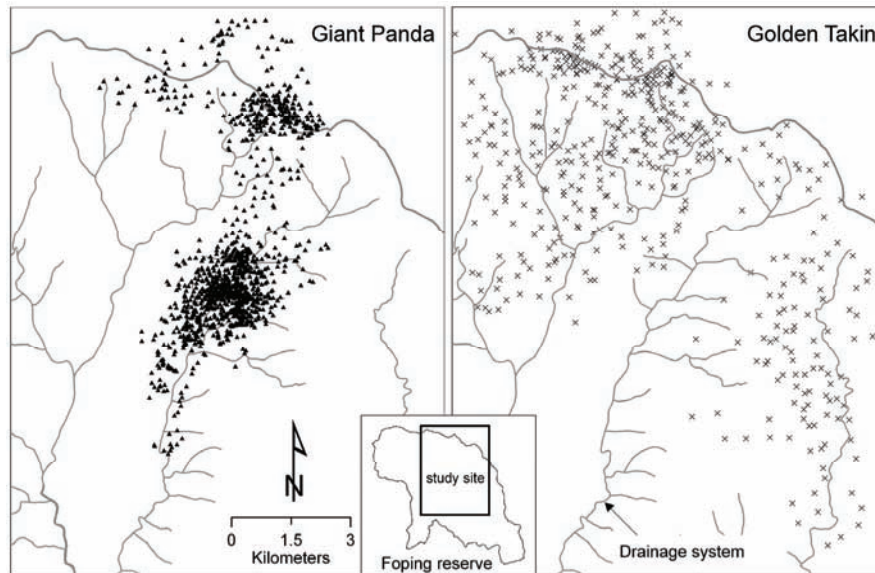 Giant Panda
Golden Takin
N
0 1.5 3
Kilometers
study site
Foping reserve
Drainage system